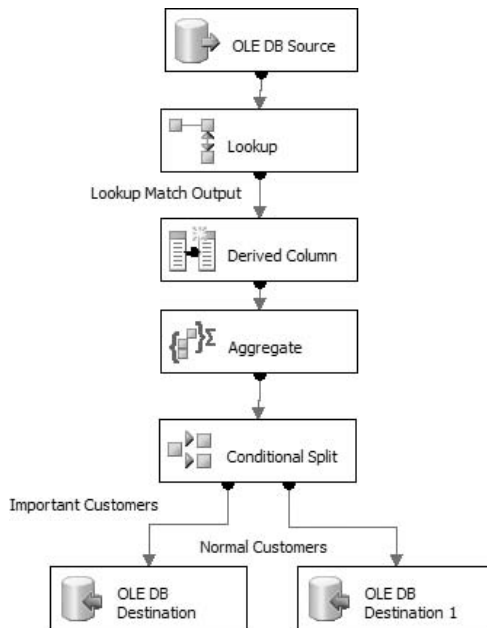 OLE DB Source
Lookup
Lookup Match Output
Derived Column
Aggregate
Conditional Split
Important Customers
Normal Customers
OLE DB
Destination
OLE DB
Destination 1